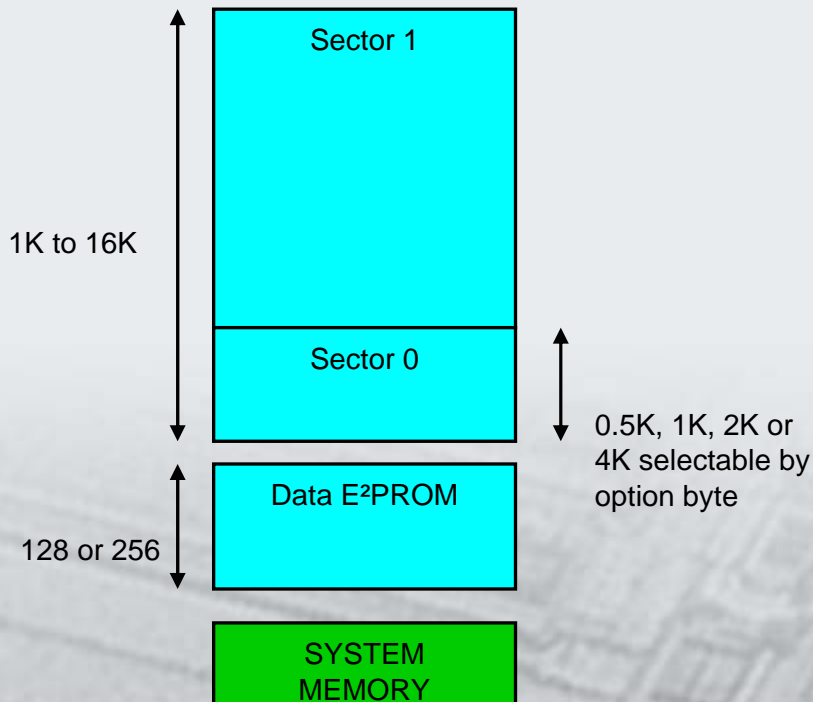 Sector 1
1K to 16K
Sector 0
0.5K, 1K, 2K or
4K selectable by
option byte
Data E²PROM
128 or 256
SYSTEM
MEMORY